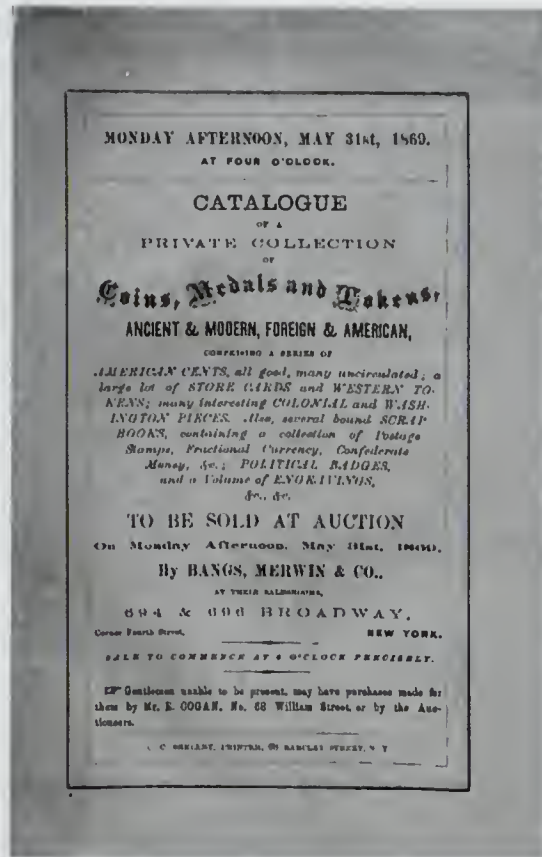 MONDAY AFTERNOON, MAY 31st, 1869.
AT FOUR O'CLOCK.
CATALOGUE
OF A
PRIVATE COLLECTION
OF
Coins, Medals and Tokens,
ANCIENT & MODERN, FOREIGN & AMERICAN,
COMPRISING A SERIES OF
AMERICAN CENTS, all good, many uncirculated; a
large lot of STORE CARDS and WESTERN TO-
KENS; many interesting COLONIAL and WASH-
INGTON PIECES. Also, several bound SCRAP
BOOKS, containing a collection of Postage
Stamps, Fractional Currency, Confederate
Money, &c.; POLITICAL BADGES,
and a Volume of ENGRAVINGS,
&c., &c.
TO BE SOLD AT AUCTION
On Monday Afternoon, May 31st, 1869,
By BANGS, MERWIN & CO.,
AT THEIR SALESROOMS,
694 & 696 BROADWAY,
Corner Fourth Street, NEW YORK.
SALE TO COMMENCE AT 4 O'CLOCK PRECISELY.
☞ Gentlemen unable to be present, may have purchases made for
them by Mr. E. COGAN, No. 68 William Street, or by the Auc-
tioneers.
C. PRINTER, BARCLAY STREET, N. Y.